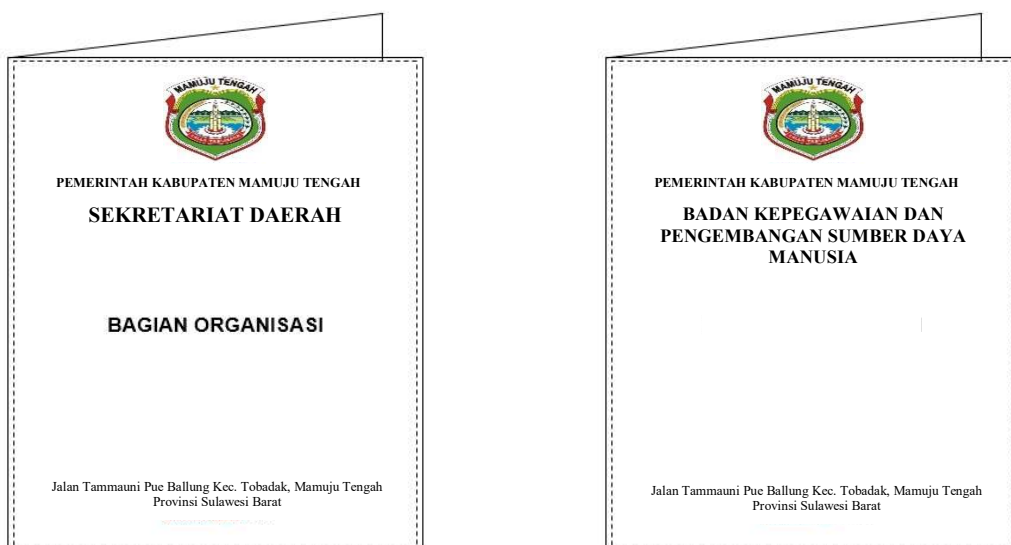 MAMUJU TENGAH
PEMERINTAH KABUPATEN MAMUJU TENGAH
SEKRETARIAT DAERAH
BAGIAN ORGANISASI
Jalan Tammauni Pue Ballung Kec. Tobadak, Mamuju Tengah
Provinsi Sulawesi Barat
MAMUJU TENGAH
PEMERINTAH KABUPATEN MAMUJU TENGAH
BADAN KEPEGAWAIAN DAN
PENGEMBANGAN SUMBER DAYA
MANUSIA
Jalan Tammauni Pue Ballung Kec. Tobadak, Mamuju Tengah
Provinsi Sulawesi Barat